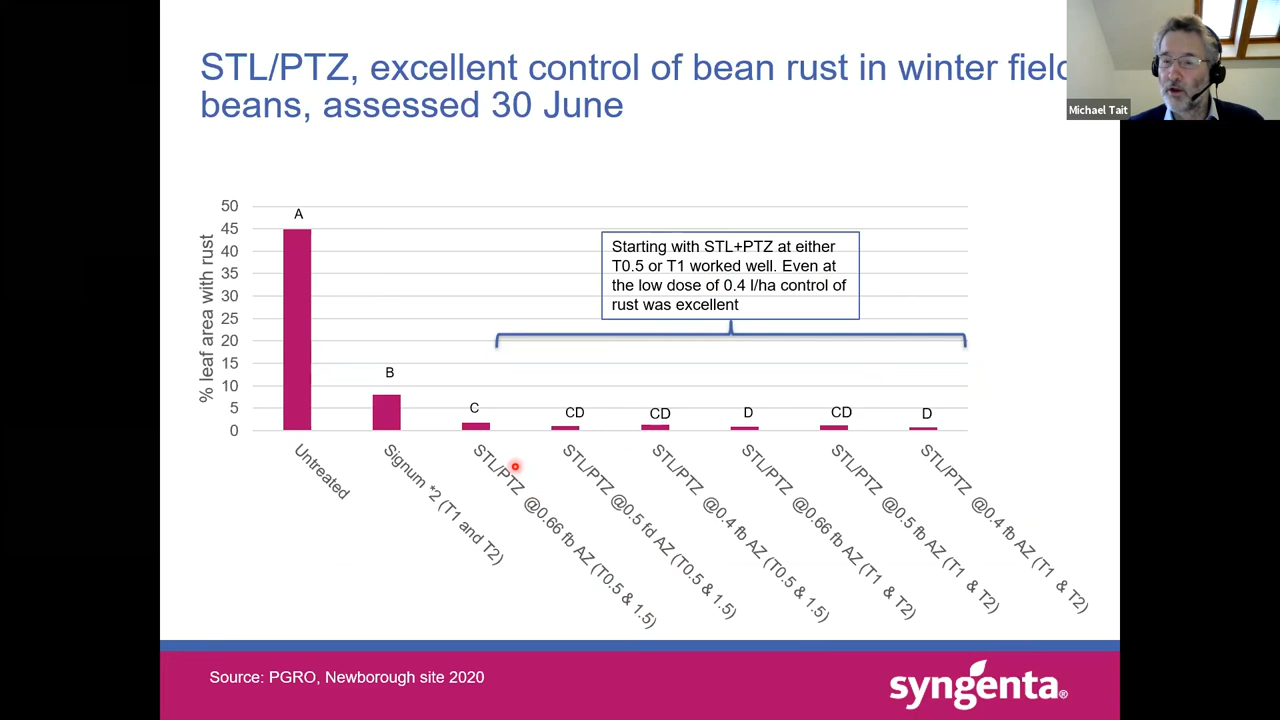 STL/PTZ, excellent control of bean rust in winter field
beans, assessed 30 June
Michael Tait
% leaf area with rust
50
45
40
35
30
25
20
15
10
5
0
A
B
C
CD
CD
D
CD
D
Starting with STL+PTZ at either
T0.5 or T1 worked well. Even at
the low dose of 0.4 l/ha control of
rust was excellent
Untreated
Signum *2 (T1 and T2)
STL/PTZ @0.66 fb AZ (T0.5 & 1.5)
STL/PTZ @0.5 fd AZ (T0.5 & 1.5)
STL/PTZ @0.4 fb AZ (T0.5 & 1.5)
STL/PTZ @0.66 fb AZ (T1 & T2)
STL/PTZ @0.5 fb AZ (T1 & T2)
STL/PTZ @0.4 fb AZ (T1 & T2)
Source: PGRO, Newborough site 2020
syngenta®